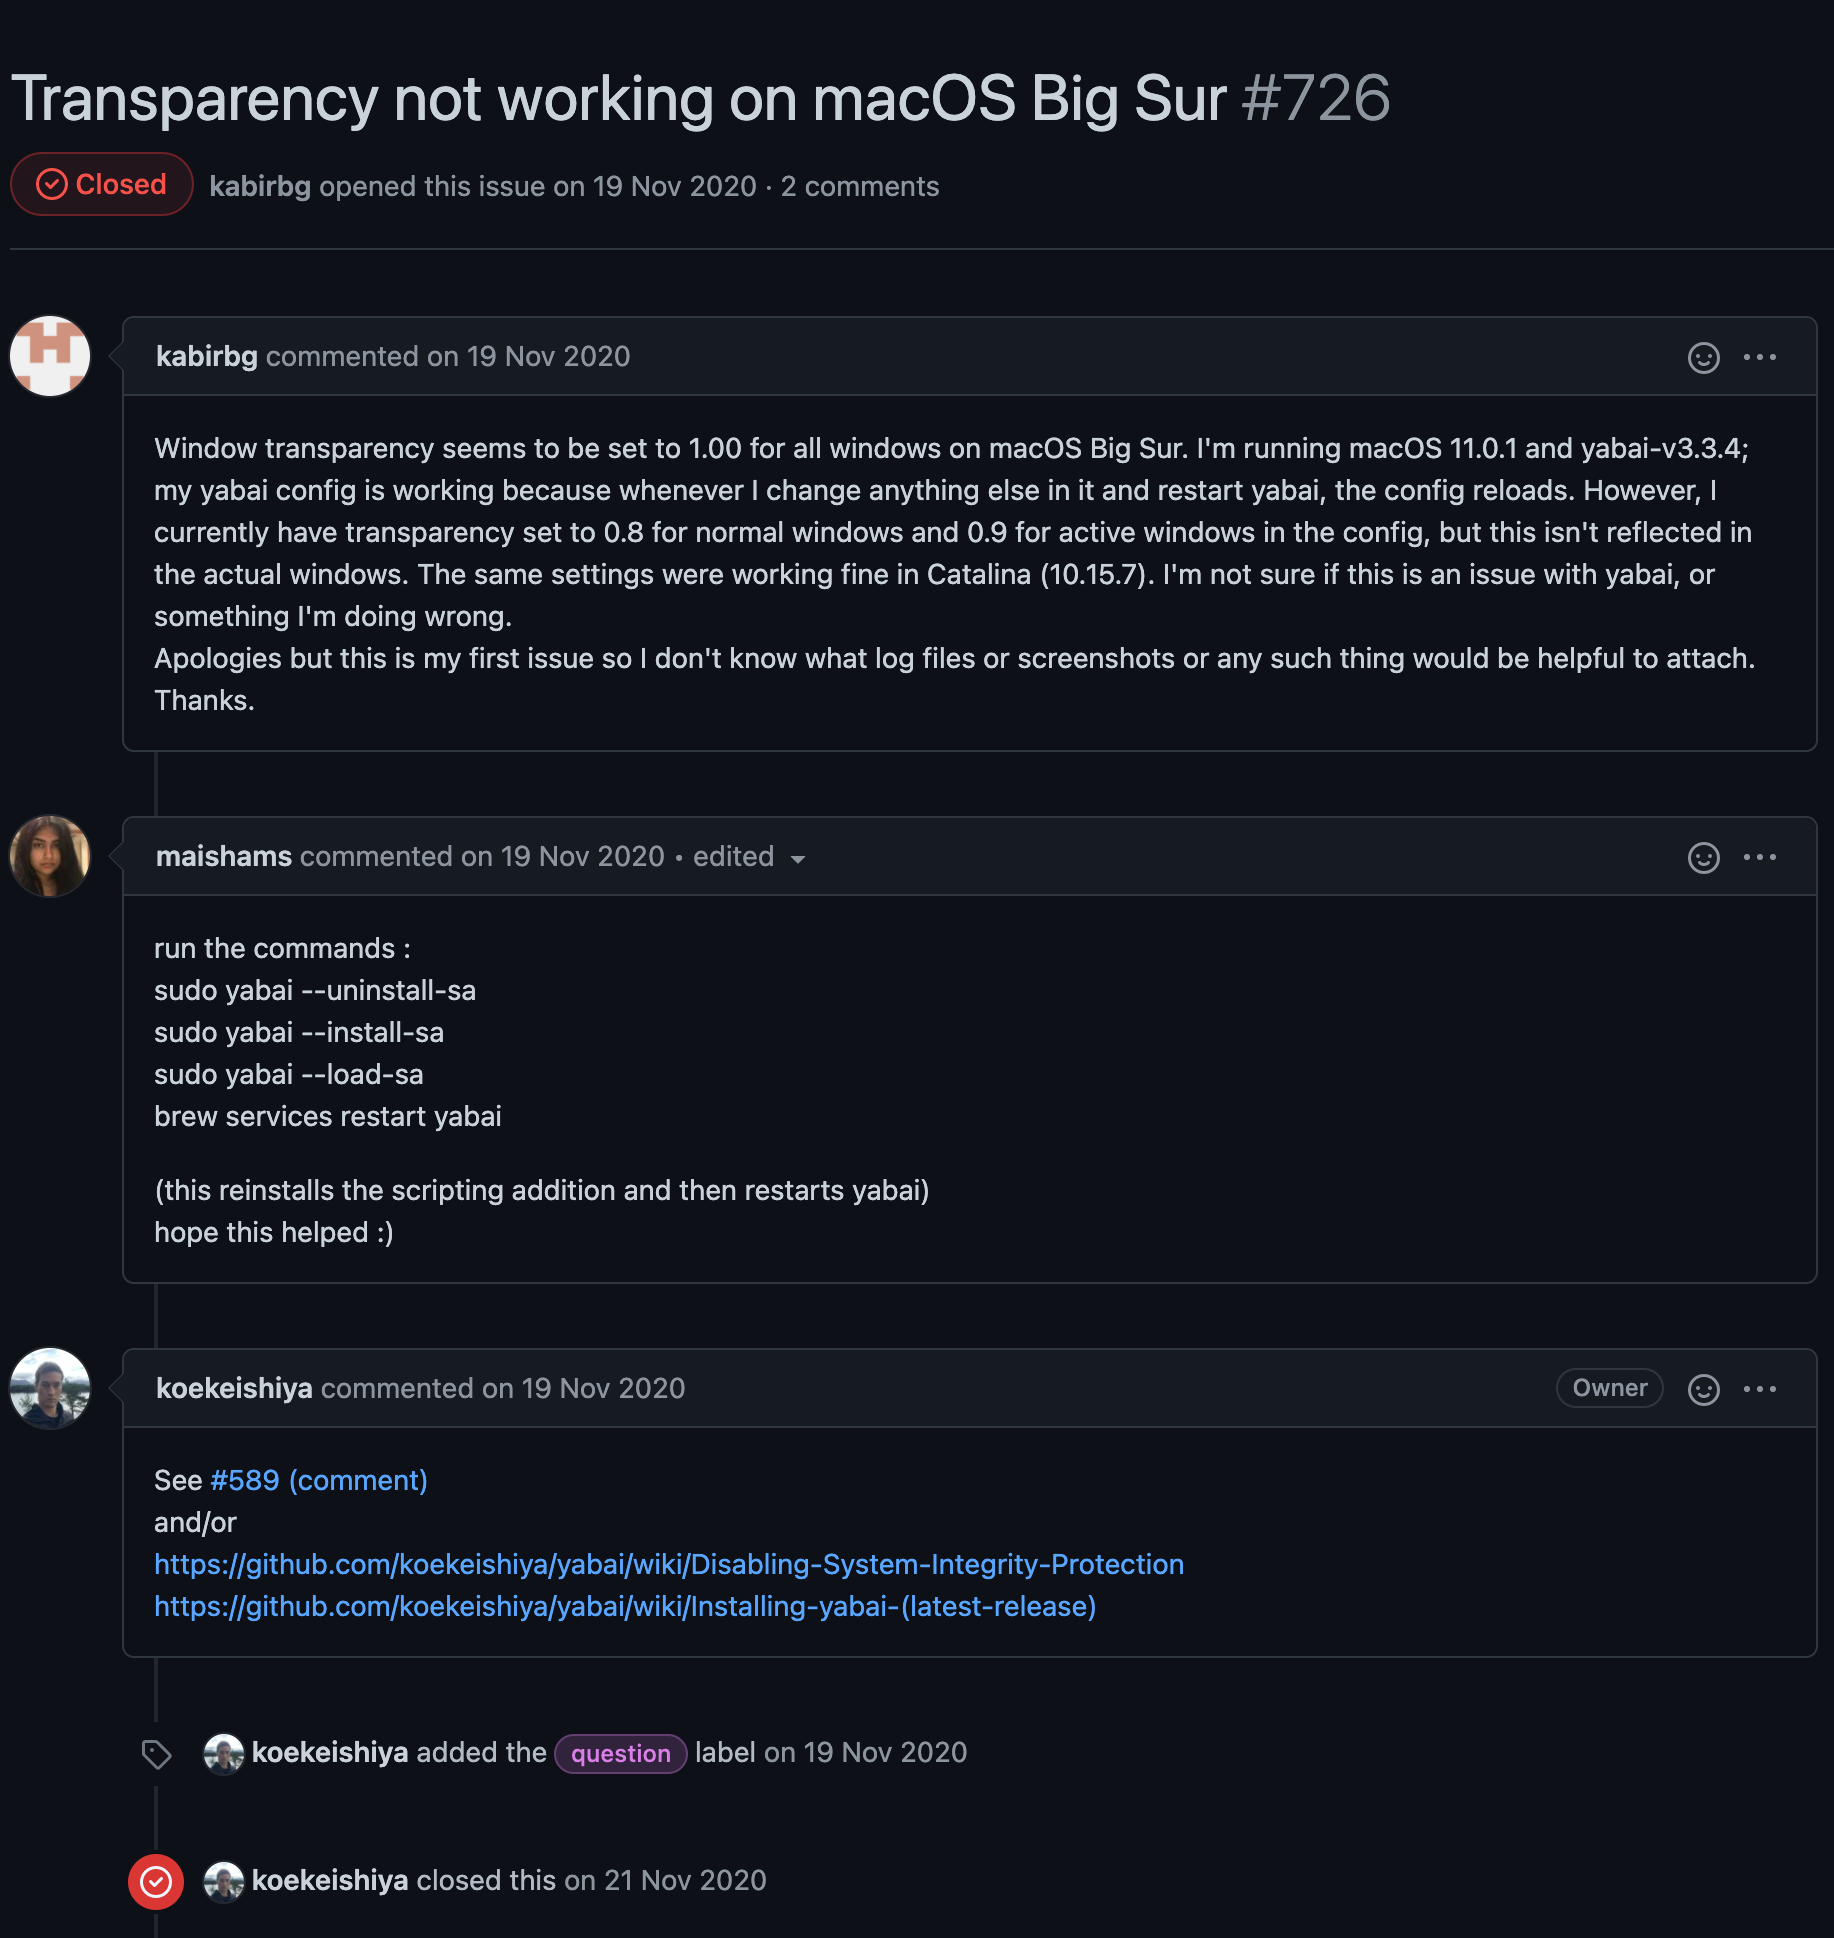 Transparency not working on macOS Big Sur #726
Closed kabirbg opened this issue on 19 Nov 2020 · 2 comments
kabirbg commented on 19 Nov 2020
Window transparency seems to be set to 1.00 for all windows on macOS Big Sur. I'm running macOS 11.0.1 and yabai-v3.3.4;
my yabai config is working because whenever I change anything else in it and restart yabai, the config reloads. However, I
currently have transparency set to 0.8 for normal windows and 0.9 for active windows in the config, but this isn't reflected in
the actual windows. The same settings were working fine in Catalina (10.15.7). I'm not sure if this is an issue with yabai, or
something I'm doing wrong.
Apologies but this is my first issue so I don't know what log files or screenshots or any such thing would be helpful to attach.
Thanks.
maishams commented on 19 Nov 2020 • edited
run the commands :
sudo yabai --uninstall-sa
sudo yabai --install-sa
sudo yabai --load-sa
brew services restart yabai
(this reinstalls the scripting addition and then restarts yabai)
hope this helped :)
koekeishiya commented on 19 Nov 2020 Owner
See #589 (comment)
and/or
https://github.com/koekeishiya/yabai/wiki/Disabling-System-Integrity-Protection
https://github.com/koekeishiya/yabai/wiki/Installing-yabai-(latest-release)
koekeishiya added the question label on 19 Nov 2020
koekeishiya closed this on 21 Nov 2020